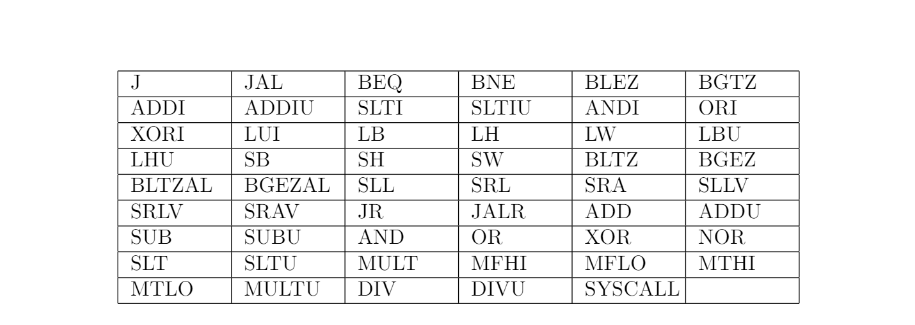 J JAL BEQ BNE BLEZ BGTZ
ADDI ADDIU SLTI SLTIU ANDI ORI
XORI LUI LB LH LW LBU
LHU SB SH SW BLTZ BGEZ
BLTZAL BGEZAL SLL SRL SRA SLLV
SRLV SRAV JR JALR ADD ADDU
SUB SUBU AND OR XOR NOR
SLT SLTU MULT MFHI MFLO MTHI
MTLO MULTU DIV DIVU SYSCALL